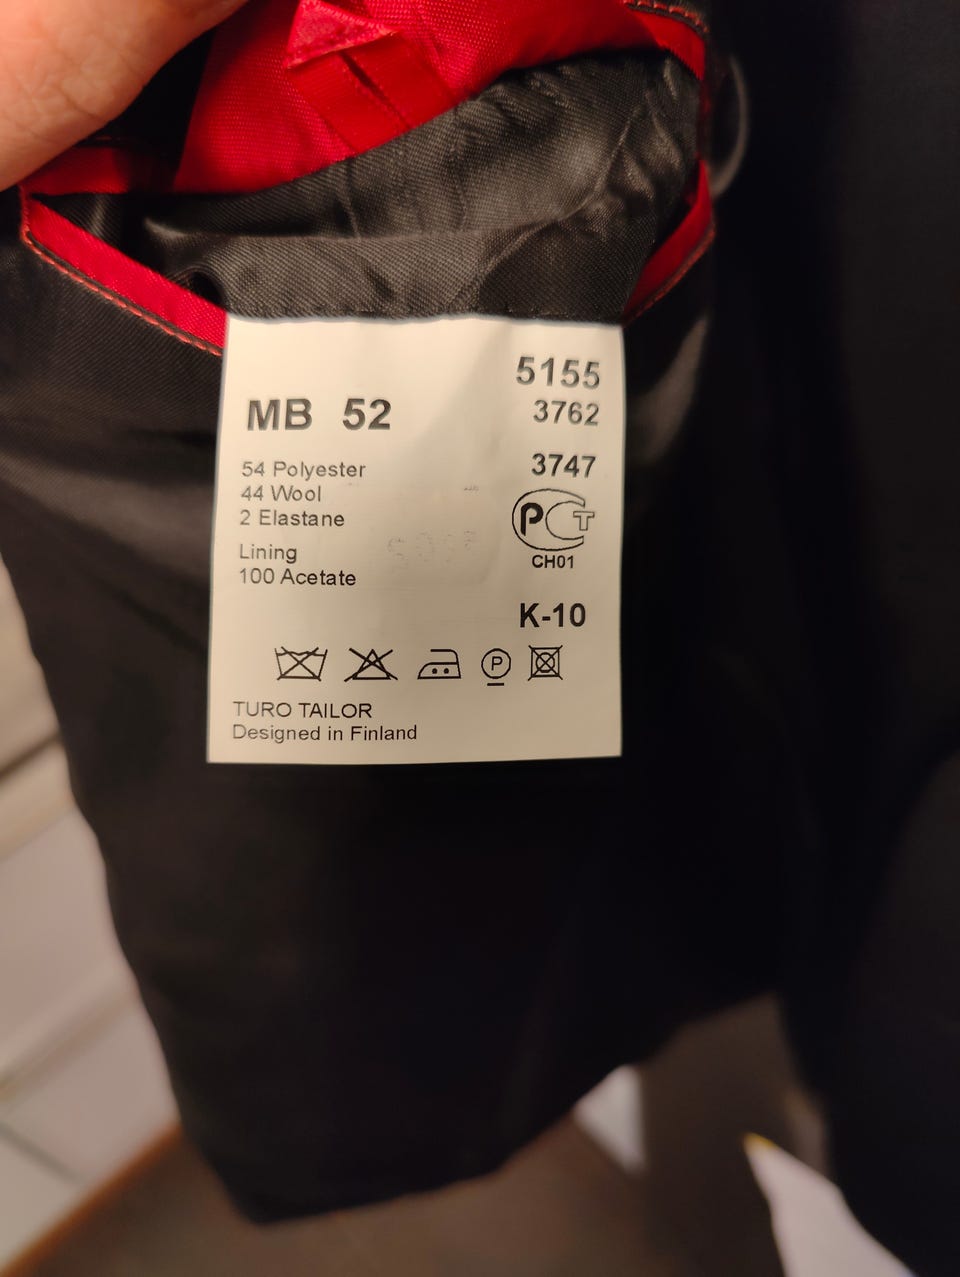 5155
MB 52
3762
3747
54 Polyester
44 Wool
2 Elastane
PCT
CH01
Lining
100 Acetate
K-10
P
TURO TAILOR
Designed in Finland